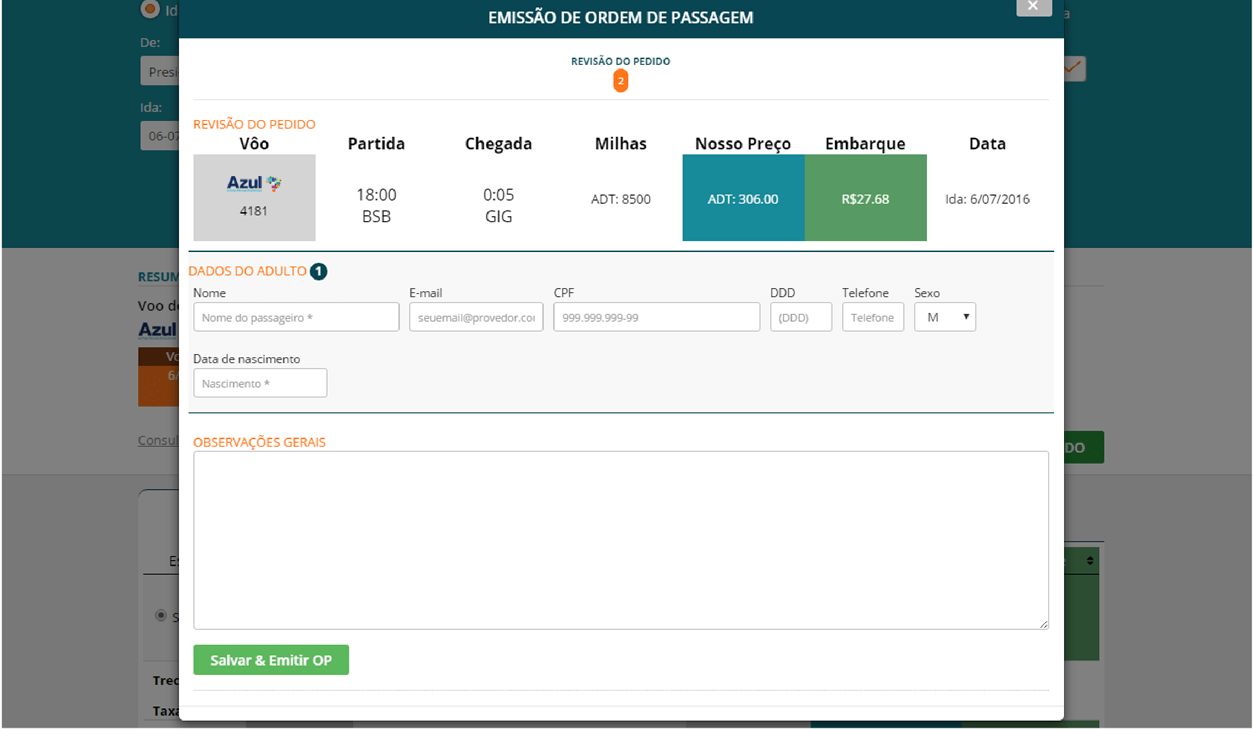 EMISSÃO DE ORDEM DE PASSAGEM
Id
De:
Presi
Ida:
06-07
REVISÃO DO PEDIDO
2
REVISÃO DO PEDIDO
Vôo Partida Chegada Milhas Nosso Preço Embarque Data
Azul
4181
18:00
BSB
0:05
GIG
ADT: 8500
ADT: 306.00
R$27.68
Ida: 6/07/2016
DADOS DO ADULTO 1
Nome E-mail CPF DDD Telefone Sexo
Nome do passageiro * seuemail@provedor.co 999.999.999-99 (DDD) Telefone M
Data de nascimento
Nascimento *
RESUM
Voo d
Azul
Vo
6/
Consul
DO
OBSERVAÇÕES GERAIS
Es
S
Salvar & Emitir OP
Trec
Taxa